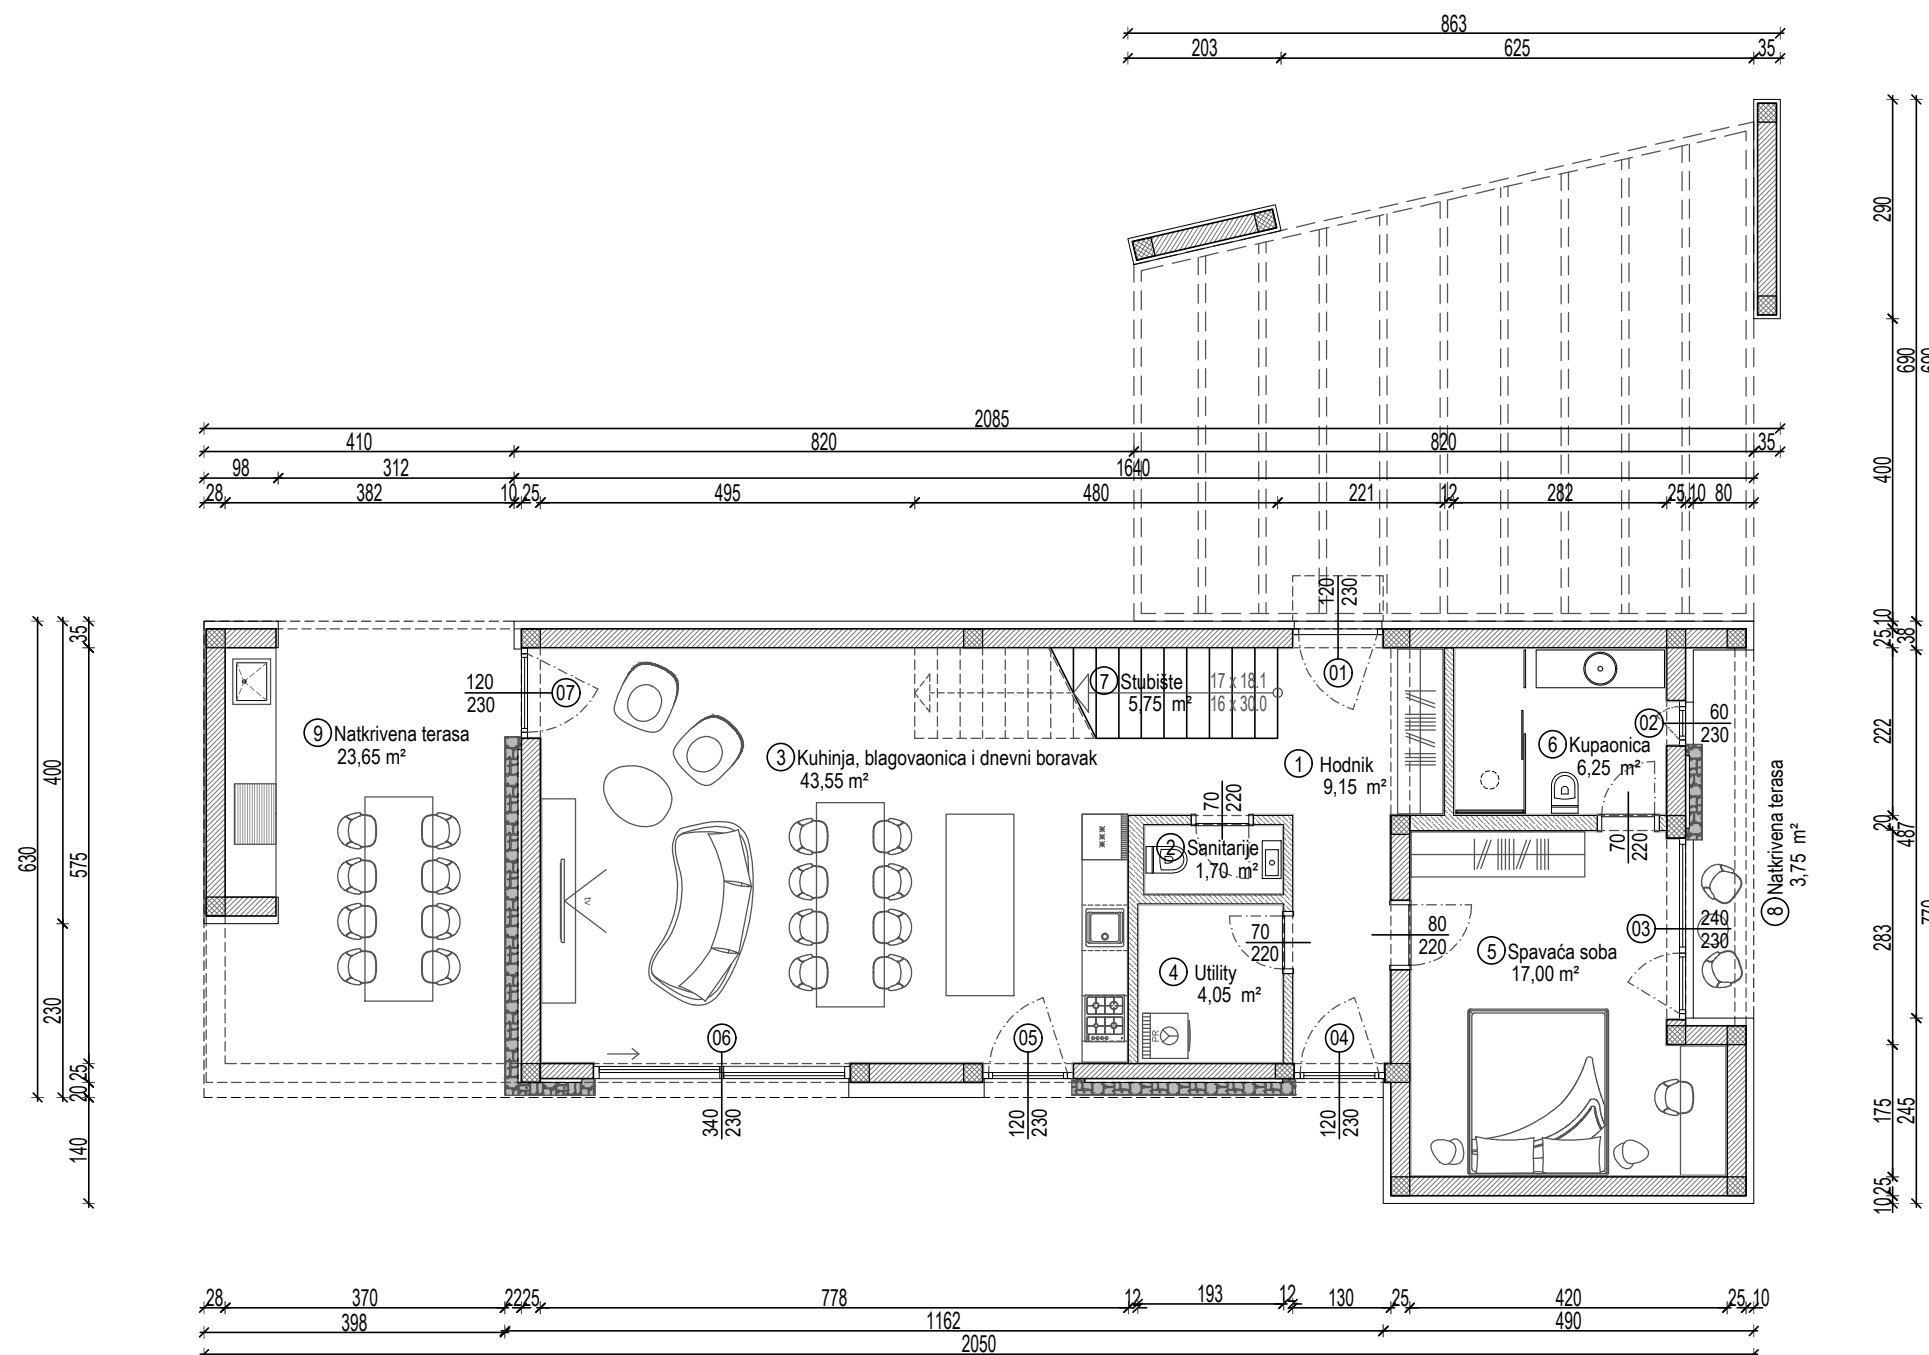 863
203 625 35
2085
410 820 820 35
98 312 1640
28 382 10 25 495 480 221 12 282 25 10 80
290
690
690
400
25 10
38
222
20
487
283
770
175
245
10 25
35
630
400
575
230
20 25
140
120
230
01
120
230
07
7 Stubište
5.75 m²
17 x 18.1
16 x 30.0
02
60
230
9 Natkrivena terasa
23,65 m²
3 Kuhinja, blagovaonica i dnevni boravak
43,55 m²
1 Hodnik
9,15 m²
6 Kupaonica
6,25 m²
70
220
70
220
2 Sanitarije
1,70 m²
8 Natkrivena terasa
3,75 m²
70
220
80
220
03
240
230
4 Utility
4,05 m²
5 Spavaća soba
17,00 m²
PR
06
340
230
05
120
230
04
120
230
28 370 22 25 778 12 193 12 130 25 420 25 10
398 1162 490
2050